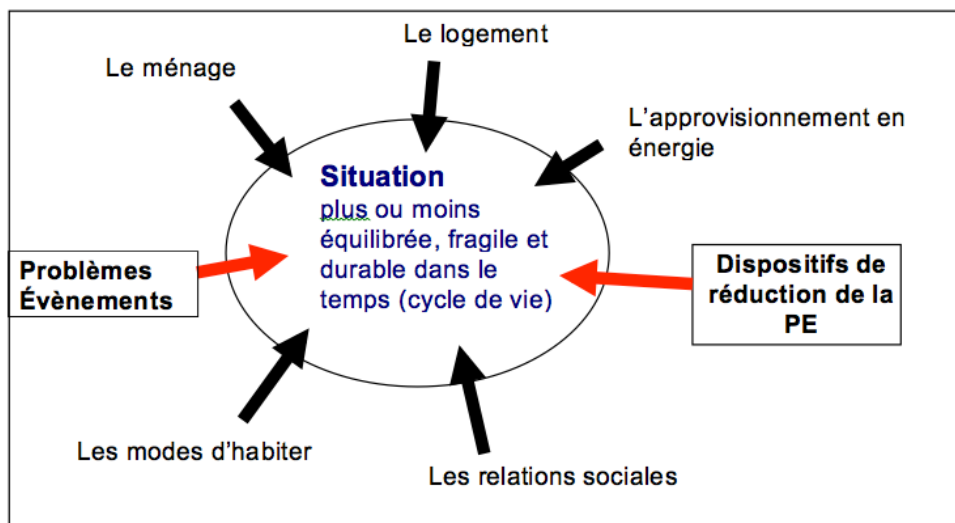 Le logement
Le ménage
L'approvisionnement en
énergie
Situation
plus ou moins
équilibrée, fragile et
durable dans le
temps (cycle de vie)
Problèmes
Évènements
Dispositifs de
réduction de la
PE
Les modes d'habiter
Les relations sociales